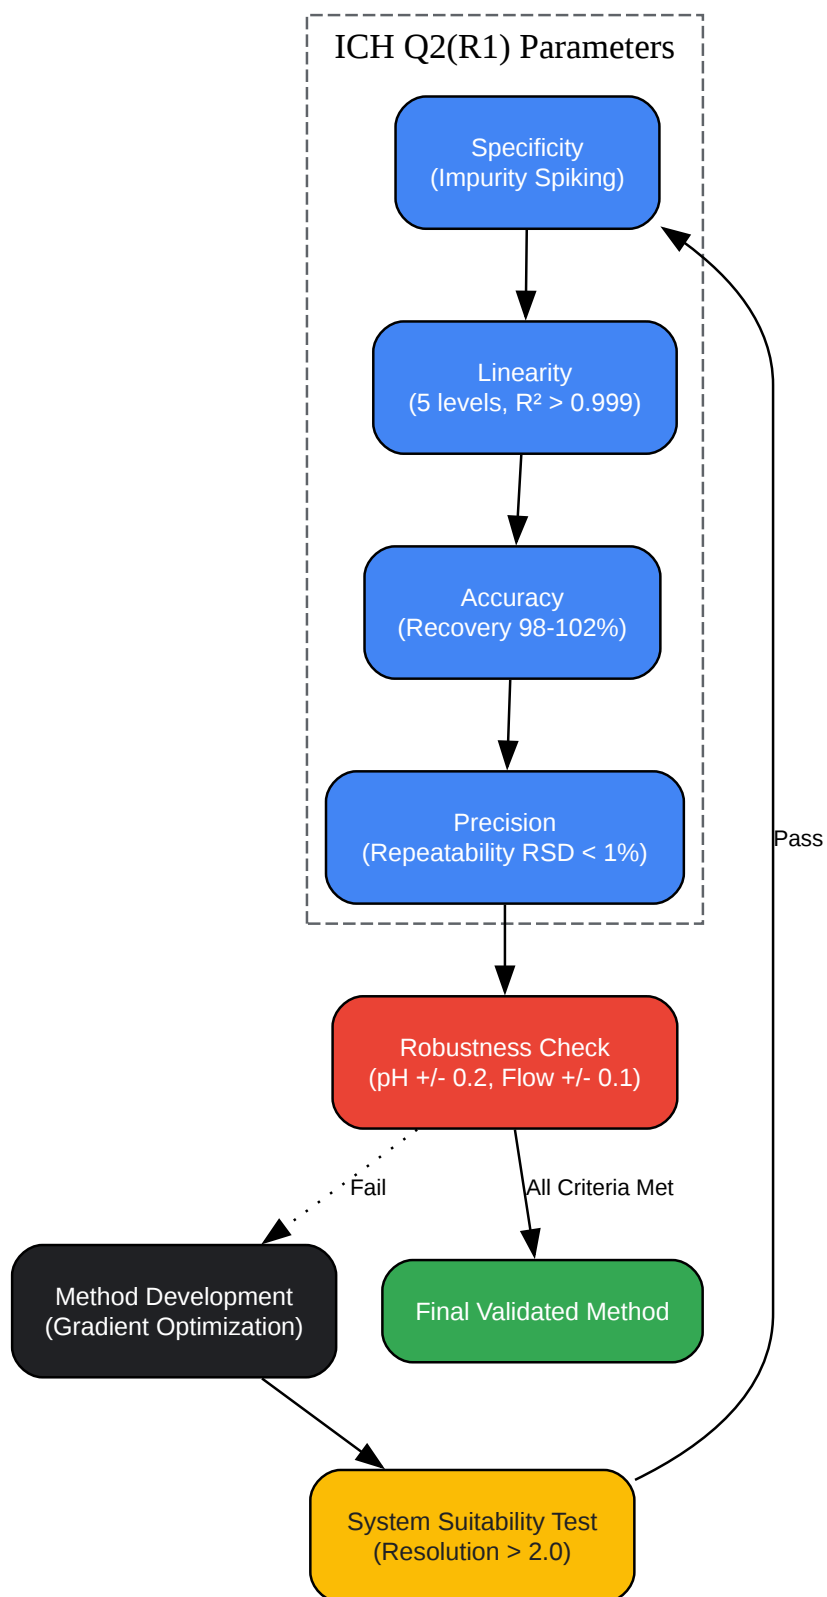 ICH Q2(R1) Parameters
Specificity
(Impurity Spiking)
Linearity
(5 levels, R² > 0.999)
Accuracy
(Recovery 98-102%)
Precision
(Repeatability RSD < 1%)
Pass
Robustness Check
(pH +/- 0.2, Flow +/- 0.1)
Fail
All Criteria Met
Method Development
(Gradient Optimization)
Final Validated Method
System Suitability Test
(Resolution > 2.0)